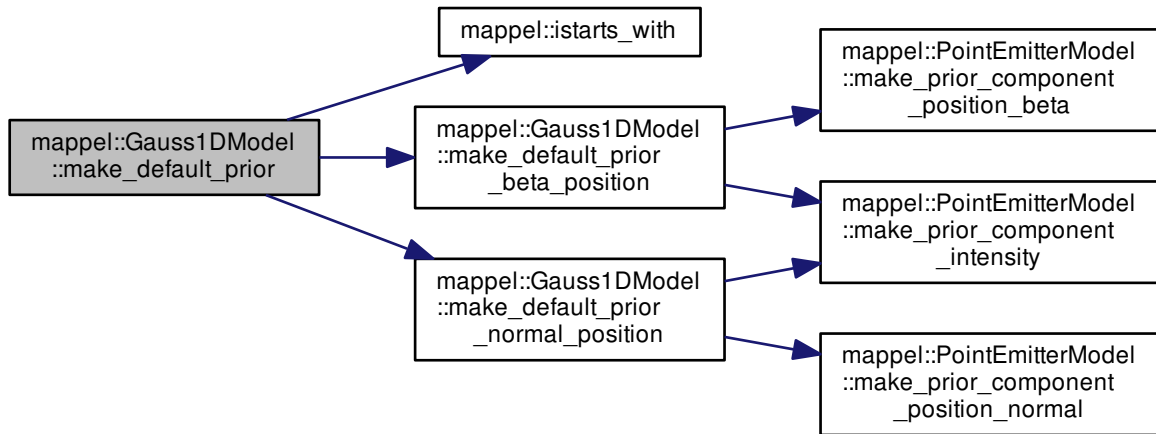 mappel::istarts_with
mappel::Gauss1DModel
::make_default_prior
mappel::Gauss1DModel
::make_default_prior
_beta_position
mappel::Gauss1DModel
::make_default_prior
_normal_position
mappel::PointEmitterModel
::make_prior_component
_position_beta
mappel::PointEmitterModel
::make_prior_component
_intensity
mappel::PointEmitterModel
::make_prior_component
_position_normal